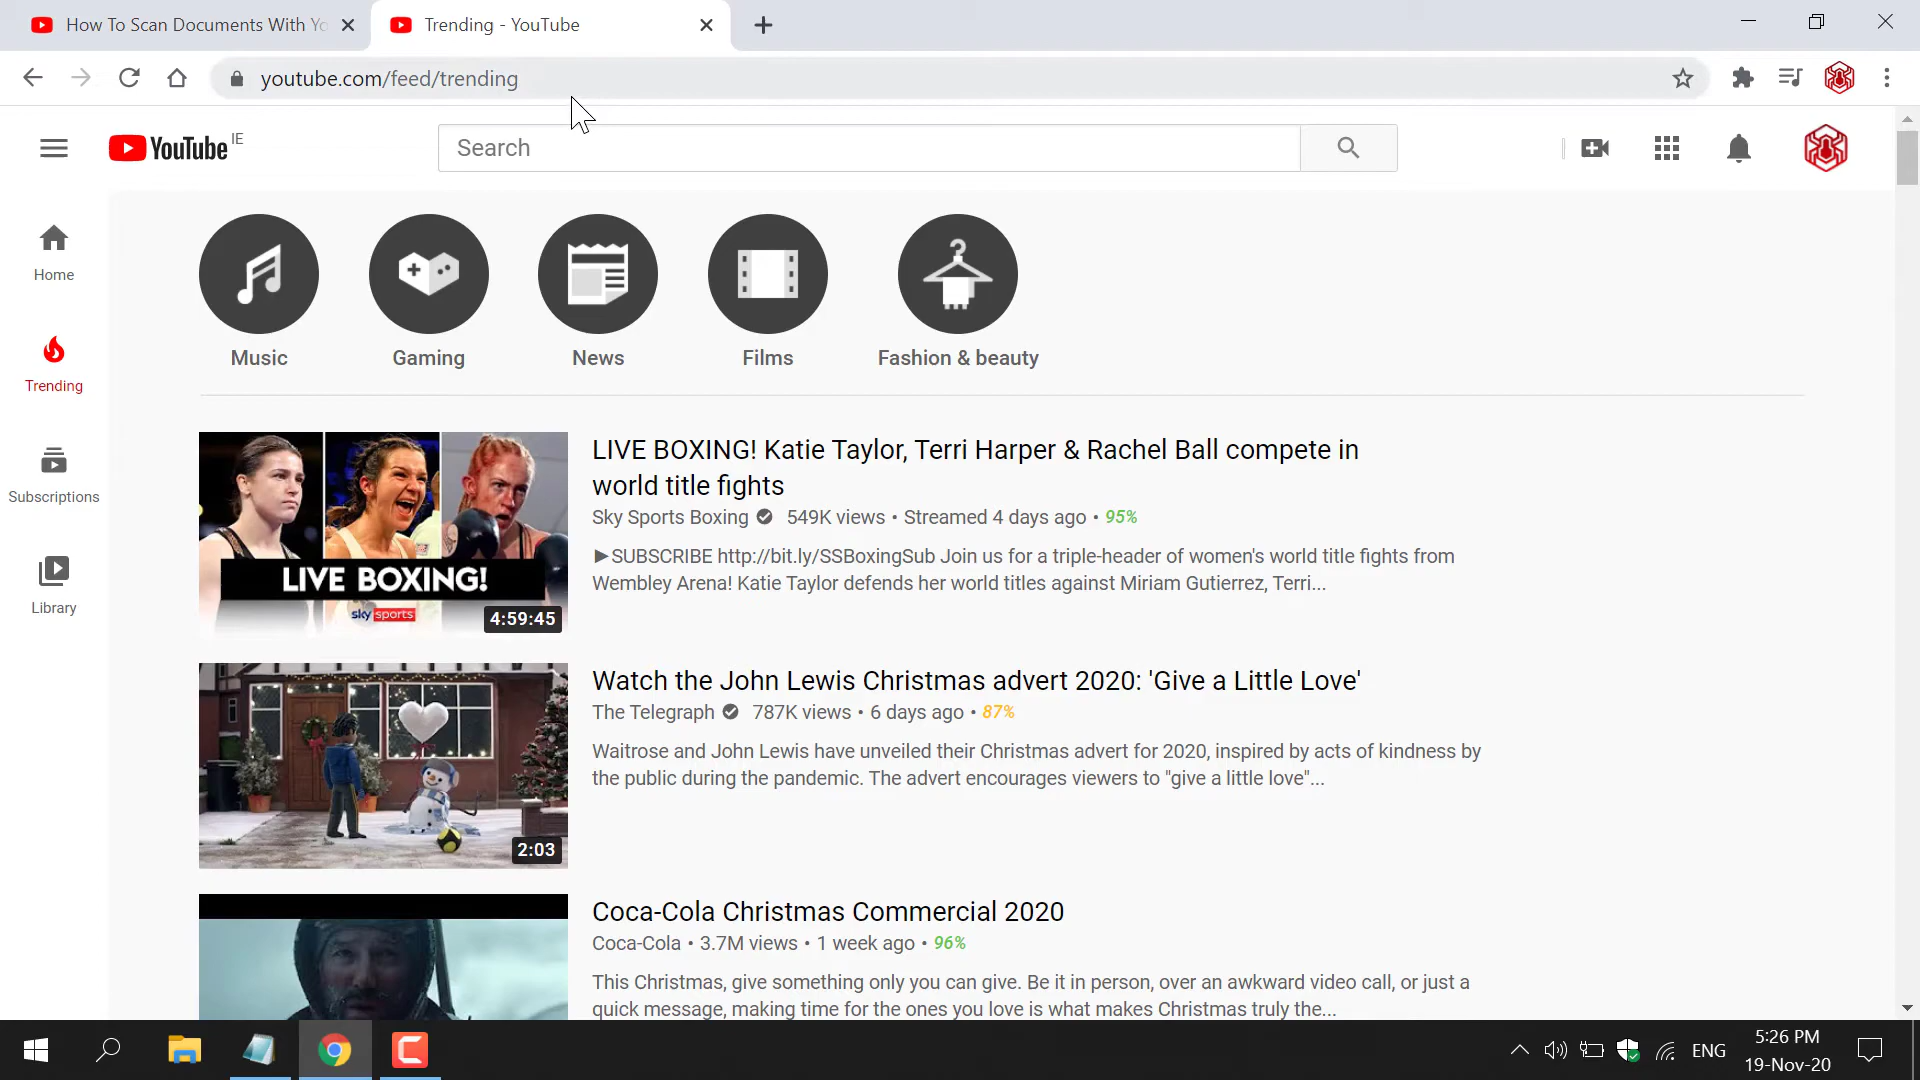 How To Scan Documents With Yo
Trending - YouTube
youtube.com/feed/trending
YouTube IE
Search
Home
Trending
Subscriptions
Library
Music
Gaming
News
Films
Fashion & beauty
LIVE BOXING!
sky sports
4:59:45
LIVE BOXING! Katie Taylor, Terri Harper & Rachel Ball compete in
world title fights
Sky Sports Boxing 549K views • Streamed 4 days ago • 95%
►SUBSCRIBE http://bit.ly/SSBoxingSub Join us for a triple-header of women's world title fights from
Wembley Arena! Katie Taylor defends her world titles against Miriam Gutierrez, Terri...
2:03
Watch the John Lewis Christmas advert 2020: 'Give a Little Love'
The Telegraph 787K views • 6 days ago • 87%
Waitrose and John Lewis have unveiled their Christmas advert for 2020, inspired by acts of kindness by
the public during the pandemic. The advert encourages viewers to "give a little love"...
Coca-Cola Christmas Commercial 2020
Coca-Cola • 3.7M views • 1 week ago • 96%
This Christmas, give something only you can give. Be it in person, over an awkward video call, or just a
quick message, making time for the ones you love is what makes Christmas truly the...
ENG
5:26 PM
19-Nov-20